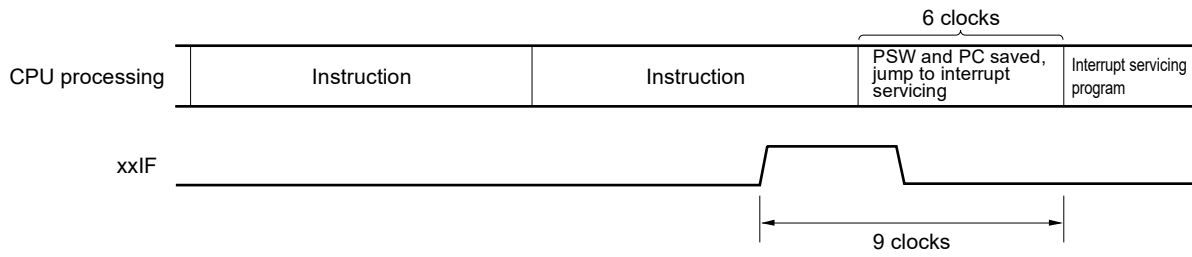 6 clocks
CPU processing
Instruction
Instruction
PSW and PC saved,
jump to interrupt
servicing
Interrupt servicing
program
xxIF
9 clocks